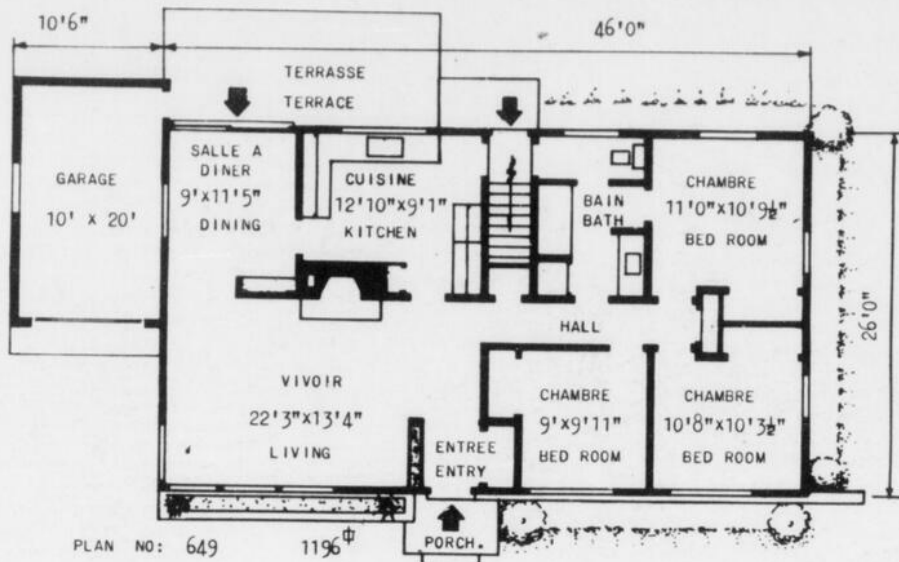 10'6"
46'0"
TERRASSE
TERRACE
SALLE A
DINER
9'X11'5"
DINING
GARAGE
10' X 20'
CUISINE
12'10"X9'1"
KITCHEN
BAIN
BATH
CHAMBRE
11'0"X10'9½"
BED ROOM
26'0"
HALL
VIVOIR
22'3"X13'4"
LIVING
ENTREE
ENTRY
CHAMBRE
9'X9'11"
BED ROOM
CHAMBRE
10'8"X10'3½"
BED ROOM
PORCH.
PLAN NO: 649 1196